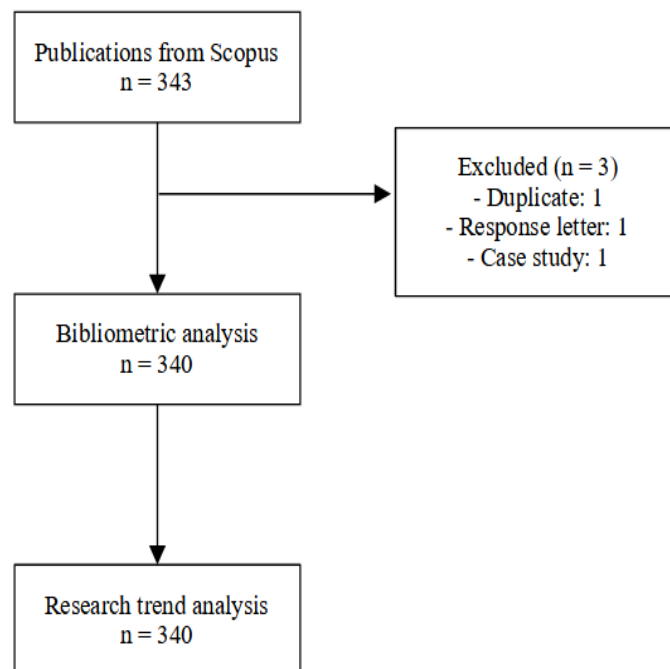 Publications from Scopus
n = 343
Excluded (n = 3)
- Duplicate: 1
- Response letter: 1
- Case study: 1
Bibliometric analysis
n = 340
Research trend analysis
n = 340